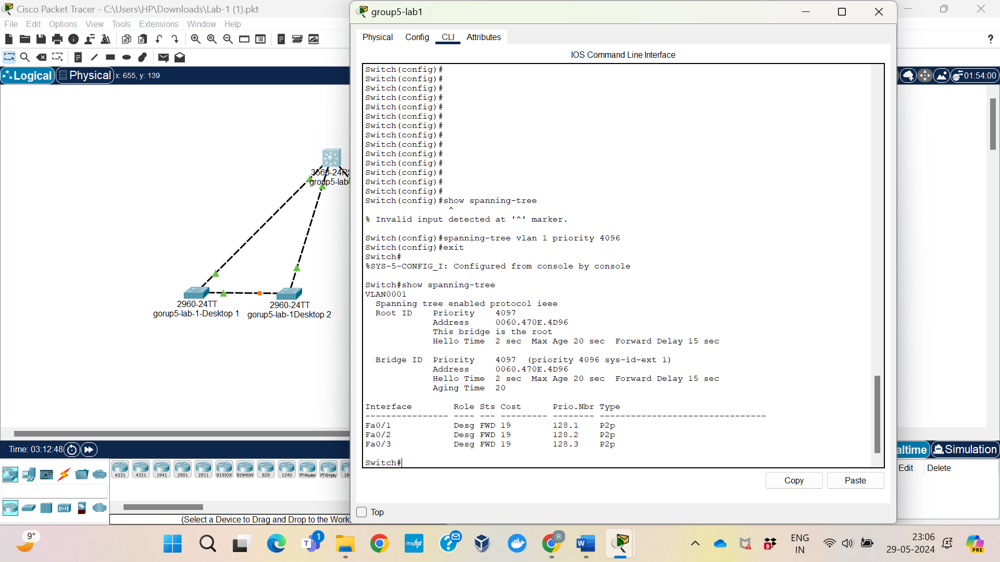 Cisco Packet Tracer - C:\Users\HP\Downloads\Lab-1 (1).pkt
File Edit Options View Tools Extensions Window Help
?
Logical Physical x: 655, y: 139
01:54:00
3560-24PS
group5-lab
2960-24TT
gorup5-lab-1-Desktop 1
2960-24TT
gorup5-lab-1Desktop 2
group5-lab1
Physical Config CLI Attributes
IOS Command Line Interface
Switch(config)#
Switch(config)#
Switch(config)#
Switch(config)#
Switch(config)#
Switch(config)#
Switch(config)#
Switch(config)#
Switch(config)#
Switch(config)#
Switch(config)#
Switch(config)#
Switch(config)#
Switch(config)#
Switch(config)#show spanning-tree
^
% Invalid input detected at '^' marker.
Switch(config)#spanning-tree vlan 1 priority 4096
Switch(config)#exit
Switch#
%SYS-5-CONFIG_I: Configured from console by console
Switch#show spanning-tree
VLAN0001
Spanning tree enabled protocol ieee
Root ID Priority 4097
Address 0060.470E.4D96
This bridge is the root
Hello Time 2 sec Max Age 20 sec Forward Delay 15 sec
Bridge ID Priority 4097 (priority 4096 sys-id-ext 1)
Address 0060.470E.4D96
Hello Time 2 sec Max Age 20 sec Forward Delay 15 sec
Aging Time 20
Interface Role Sts Cost Prio.Nbr Type
---------------- ---- --- --------- -------- --------------------------------
Fa0/1 Desg FWD 19 128.1 P2p
Fa0/2 Desg FWD 19 128.2 P2p
Fa0/3 Desg FWD 19 128.3 P2p
Switch#
Copy Paste
Top
Time: 03:12:48
altime Simulation
Edit Delete
4331 4321 1941 2901 2911 819IOX 819HGW 829 1240 PT-Router PT-Empty 18
(Select a Device to Drag and Drop to the Work
9°
T 1
myhp
?
R
W
9
ENG
IN
23:06
29-05-2024
PRE